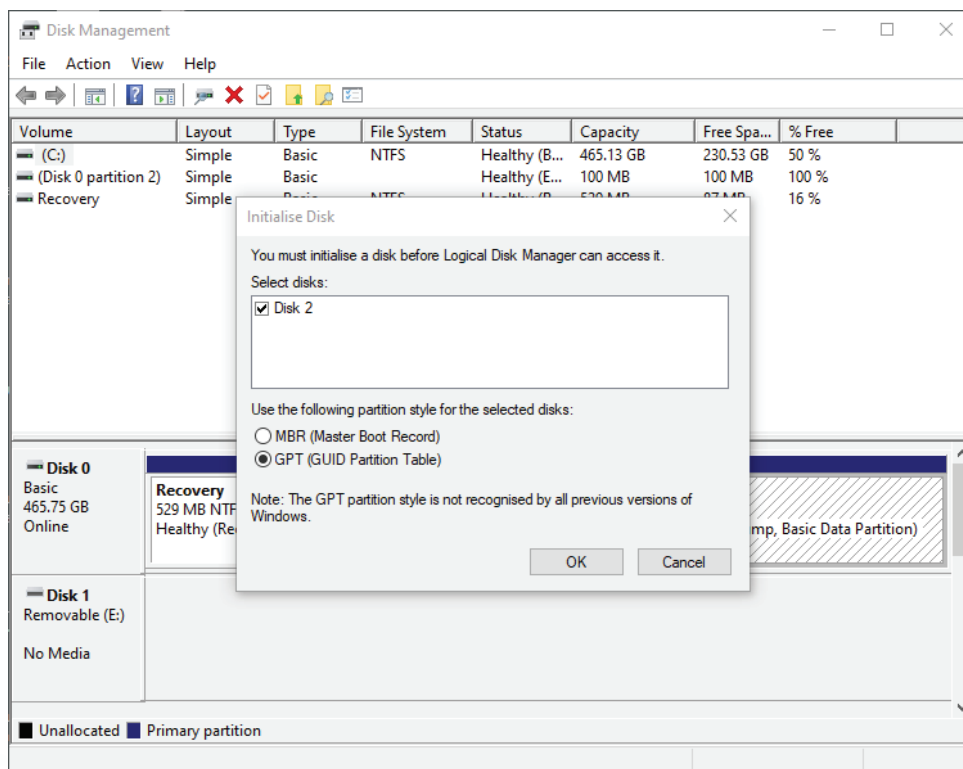 Disk Management
File Action View Help
Volume Layout Type File System Status Capacity Free Spa... % Free
(C:) Simple Basic NTFS Healthy (B... 465.13 GB 230.53 GB 50 %
(Disk 0 partition 2) Simple Basic Healthy (E... 100 MB 100 MB 100 %
Recovery Simple 16 %
Initialise Disk
You must initialise a disk before Logical Disk Manager can access it.
Select disks:
Disk 2
Use the following partition style for the selected disks:
MBR (Master Boot Record)
GPT (GUID Partition Table)
Note: The GPT partition style is not recognised by all previous versions of
Windows.
OK Cancel
Disk 0
Basic
465.75 GB
Online
Recovery
529 MB NTF
Healthy (Re
mp, Basic Data Partition)
Disk 1
Removable (E:)
No Media
Unallocated Primary partition